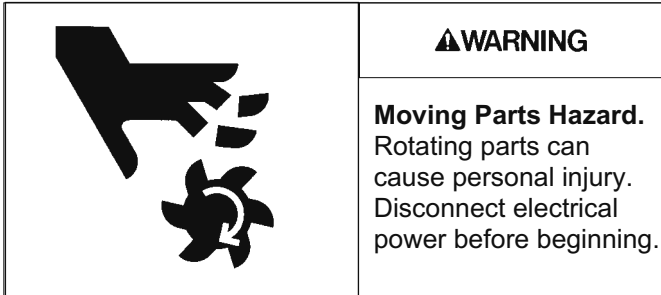 ⚠WARNING
Moving Parts Hazard.
Rotating parts can
cause personal injury.
Disconnect electrical
power before beginning.